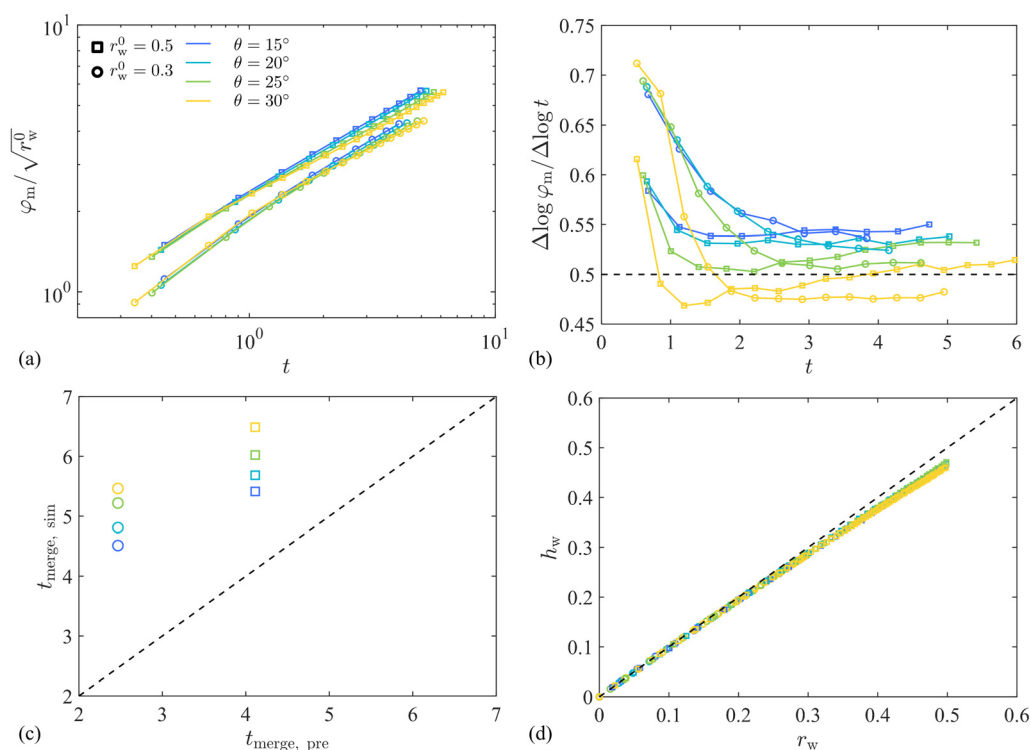 10^1
10^0
φ_m/√r_w^0
r_w^0 = 0.5
r_w^0 = 0.3
θ = 15°
θ = 20°
θ = 25°
θ = 30°
10^0
10^1
(a)
t
0.75
0.7
0.65
0.6
0.55
0.5
0.45
Δlog φ_m/Δlog t
0 1 2 3 4 5 6
(b)
t
7
6
5
4
3
2
t_merge, sim
2 3 4 5 6 7
(c)
t_merge, pre
0.6
0.5
0.4
0.3
0.2
0.1
0
h_w
0 0.1 0.2 0.3 0.4 0.5 0.6
(d)
r_w